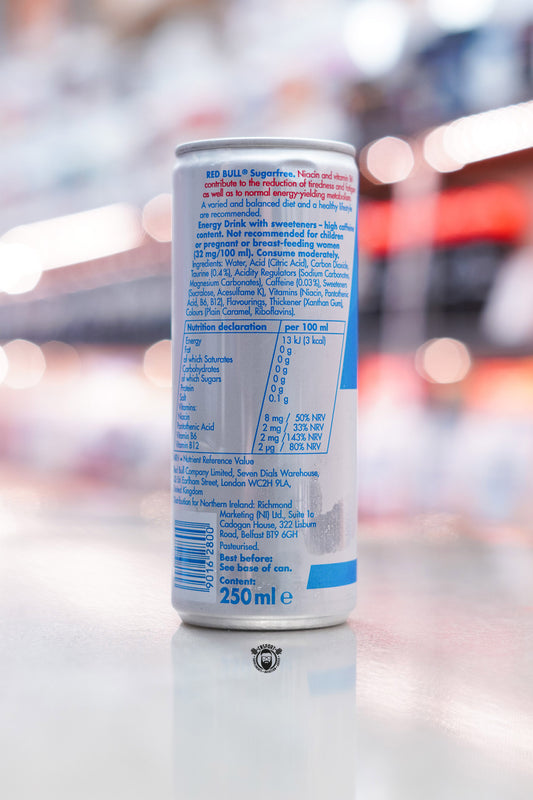 RED BULL® Sugarfree. Niacin and vitamin
contribute to the reduction of tiredness and
as well as to normal energy-yielding metabolism.
A varied and balanced diet and a healthy lifestyle
are recommended.
Energy Drink with sweeteners - high caffeine
content. Not recommended for children
or pregnant or breast-feeding women
(32 mg/100 ml). Consume moderately.
Ingredients: Water, Acid (Citric Acid), Carbon Dioxide,
Taurine (0.4%), Acidity Regulators (Sodium Carbonates,
Magnesium Carbonates), Caffeine (0.03%), Sweeteners
(Sucralose, Acesulfame K), Vitamins (Niacin, Pantothenic
Acid, B6, B12), Flavourings, Thickener (Xanthan Gum),
Colours (Plain Caramel, Riboflavins).
Nutrition declaration per 100 ml
Energy 13 kJ (3 kcal)
Fat 0 g
of which Saturates 0 g
Carbohydrates 0 g
of which Sugars 0 g
Protein 0 g
Salt 0.1 g
Vitamins:
Niacin 8 mg / 50% NRV
Pantothenic Acid 2 mg / 33% NRV
Vitamin B6 2 mg /143% NRV
Vitamin B12 2 µg / 80% NRV
= Nutrient Reference Value
Bull Company Limited, Seven Dials Warehouse,
Earlham Street, London WC2H 9LA,
Kingdom
Distribution for Northern Ireland: Richmond
Marketing (NI) Ltd., Suite 1a
Cadogan House, 322 Lisburn
Road, Belfast BT9 6GH
Pasteurised.
Best before:
See base of can.
Content:
250 ml e
90162800